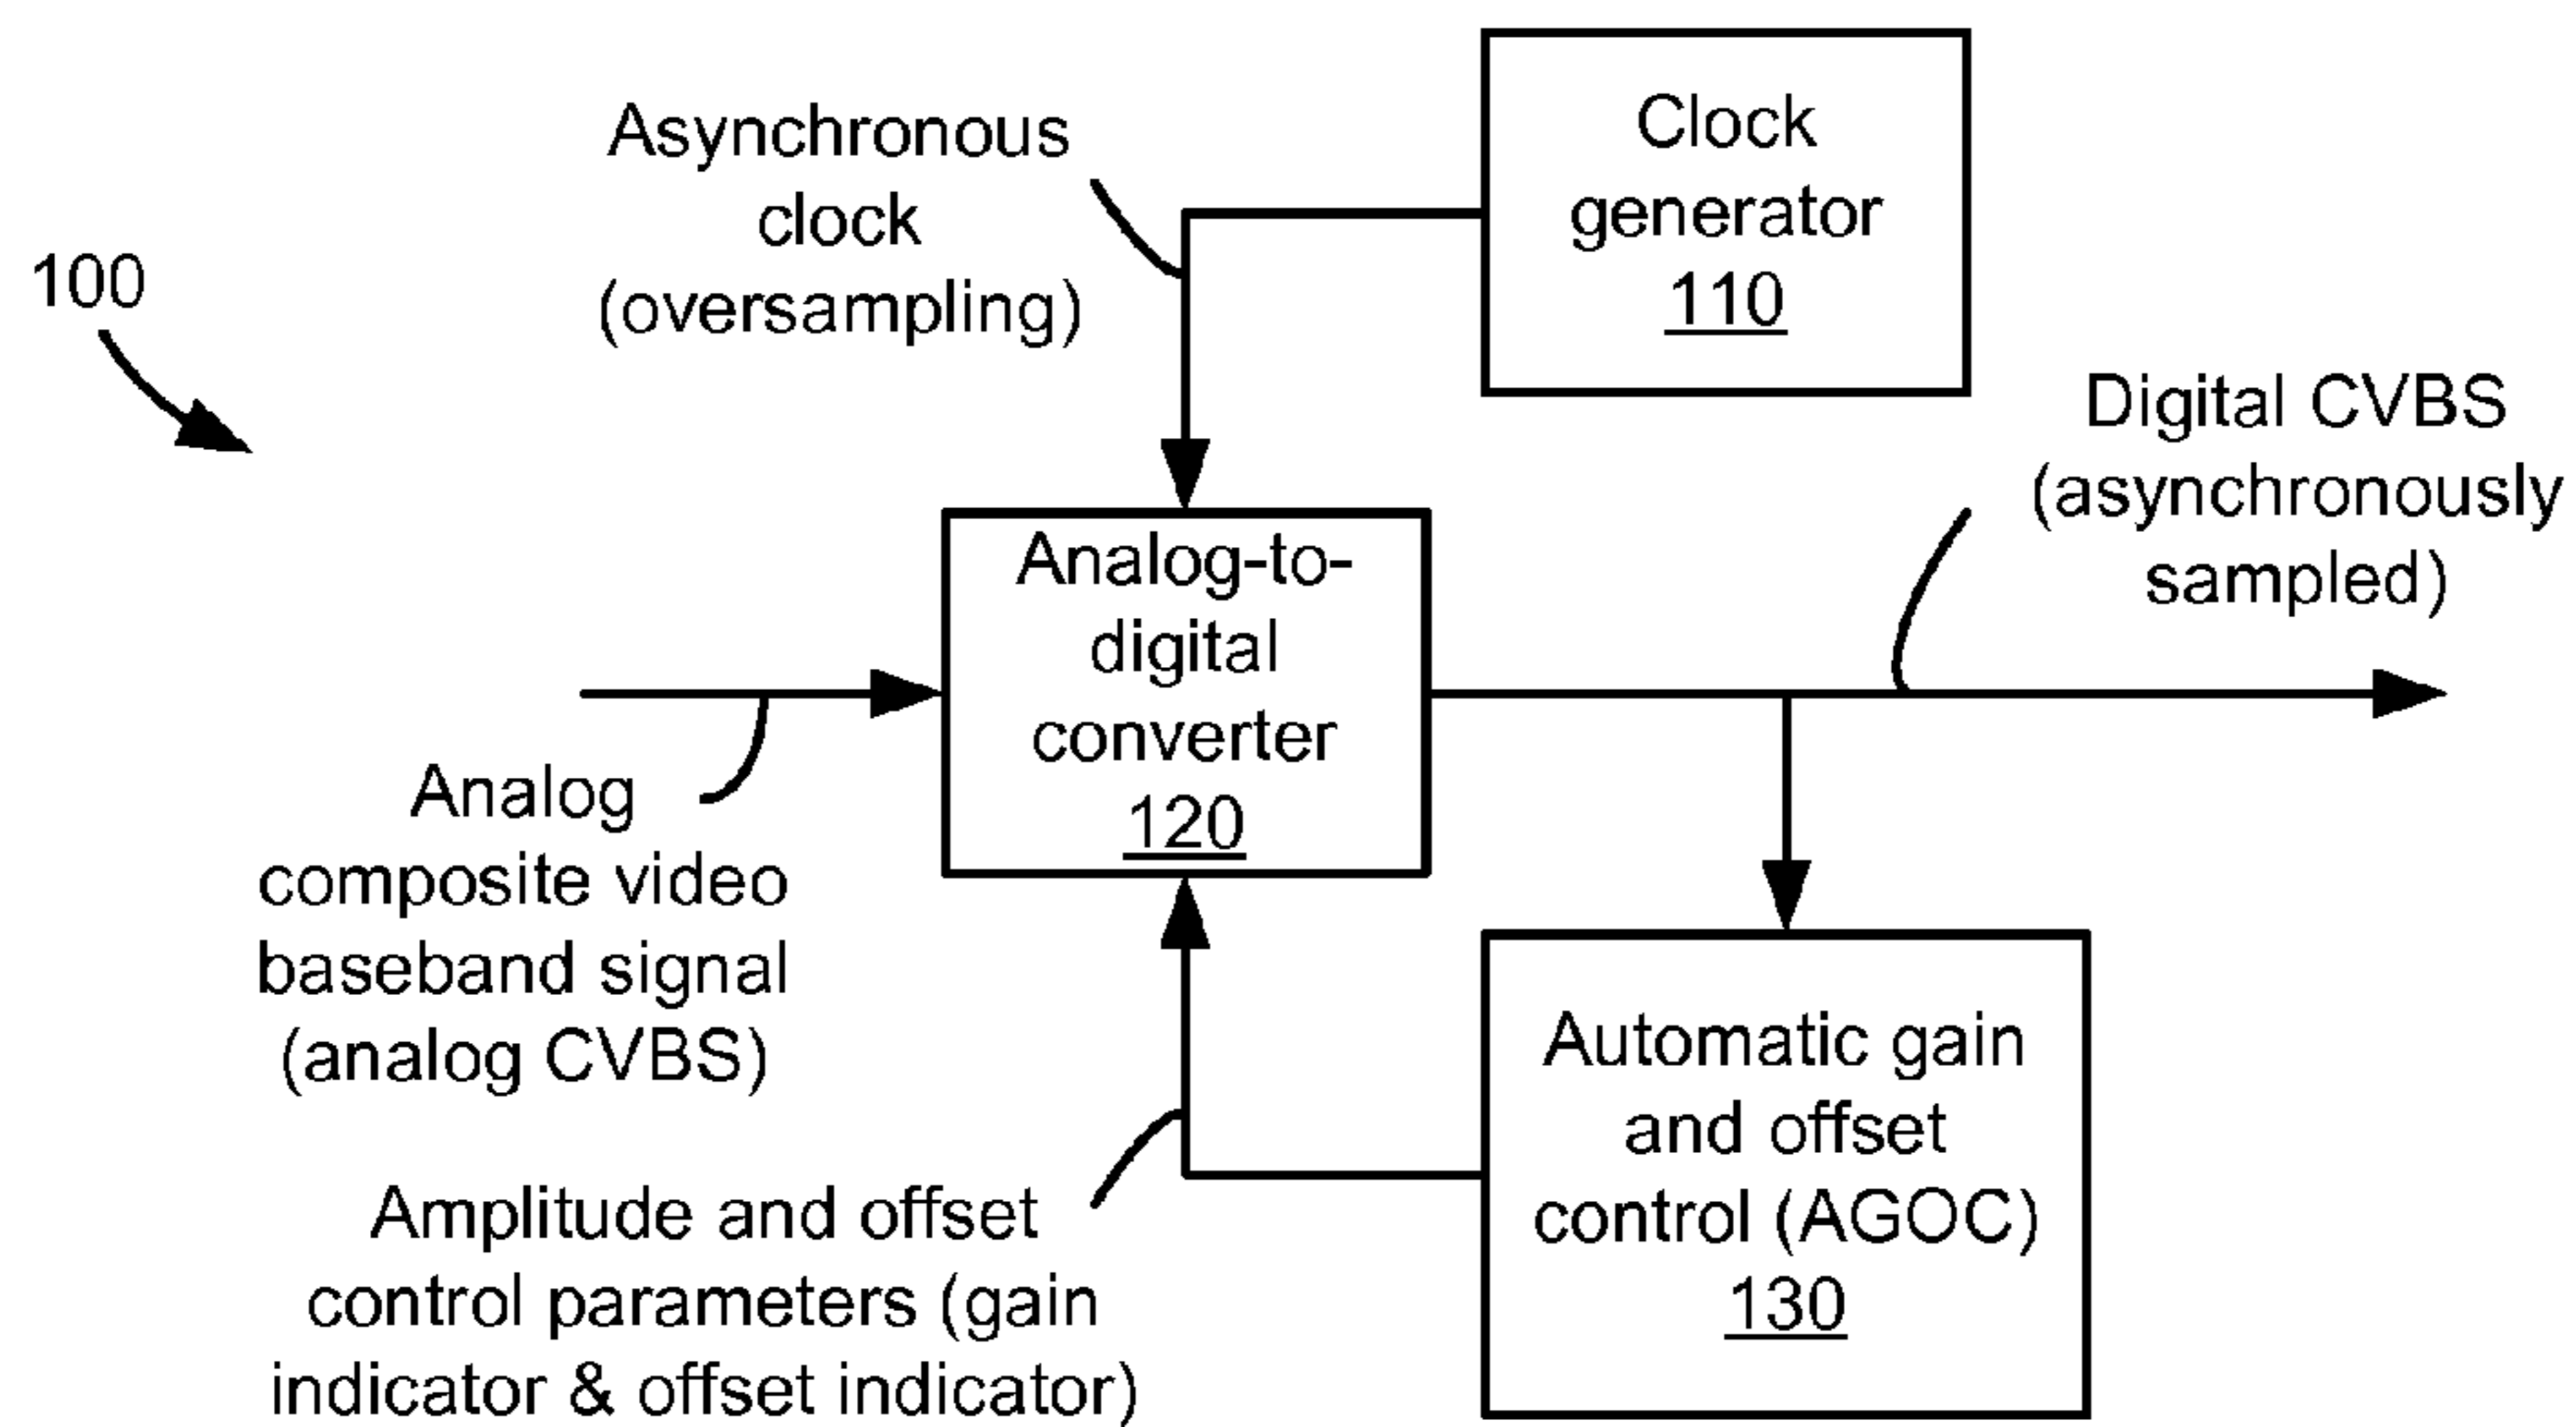 100
Asynchronous
clock
(oversampling)
Clock
generator
110
Digital CVBS
(asynchronously
sampled)
Analog-to-
digital
converter
120
Analog
composite video
baseband signal
(analog CVBS)
Automatic gain
and offset
control (AGOC)
130
Amplitude and offset
control parameters (gain
indicator & offset indicator)